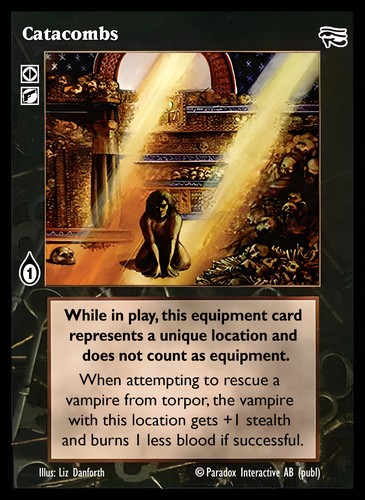 Catacombs
1
While in play, this equipment card
represents a unique location and
does not count as equipment.
When attempting to rescue a
vampire from torpor, the vampire
with this location gets +1 stealth
and burns 1 less blood if successful.
Illus: Liz Danforth © Paradox Interactive AB (publ)